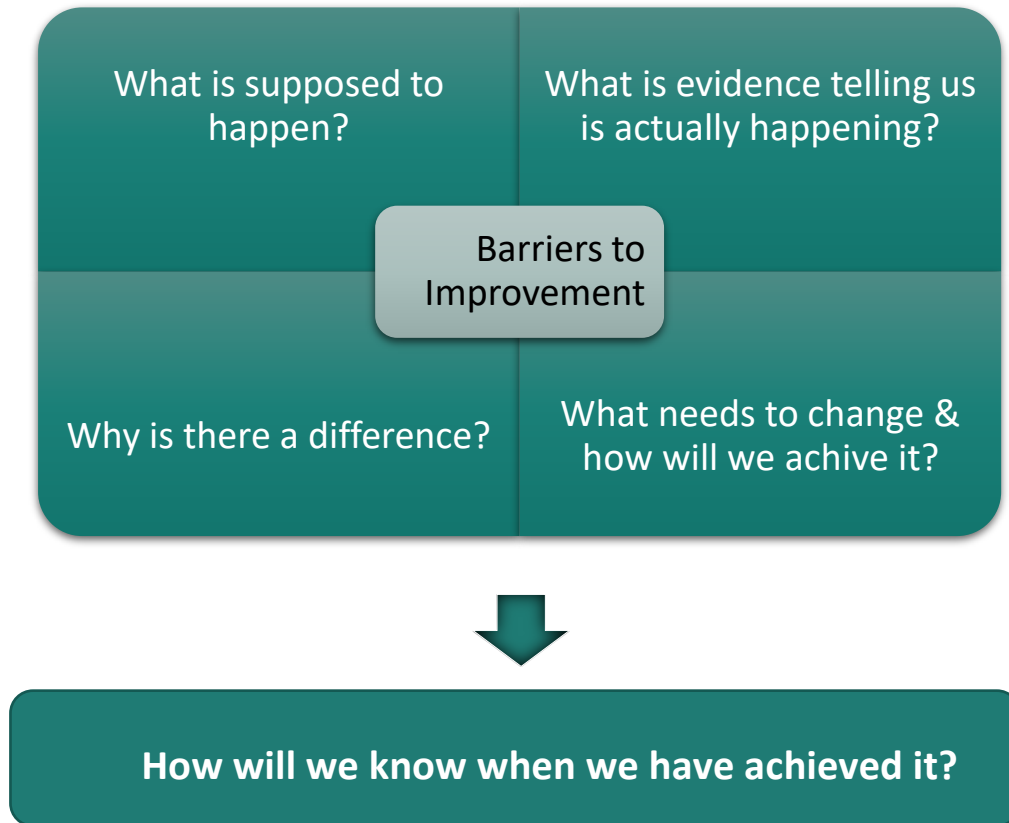 What is supposed to
happen?
What is evidence telling us
is actually happening?
Barriers to
Improvement
Why is there a difference?
What needs to change &
how will we achive it?
How will we know when we have achieved it?